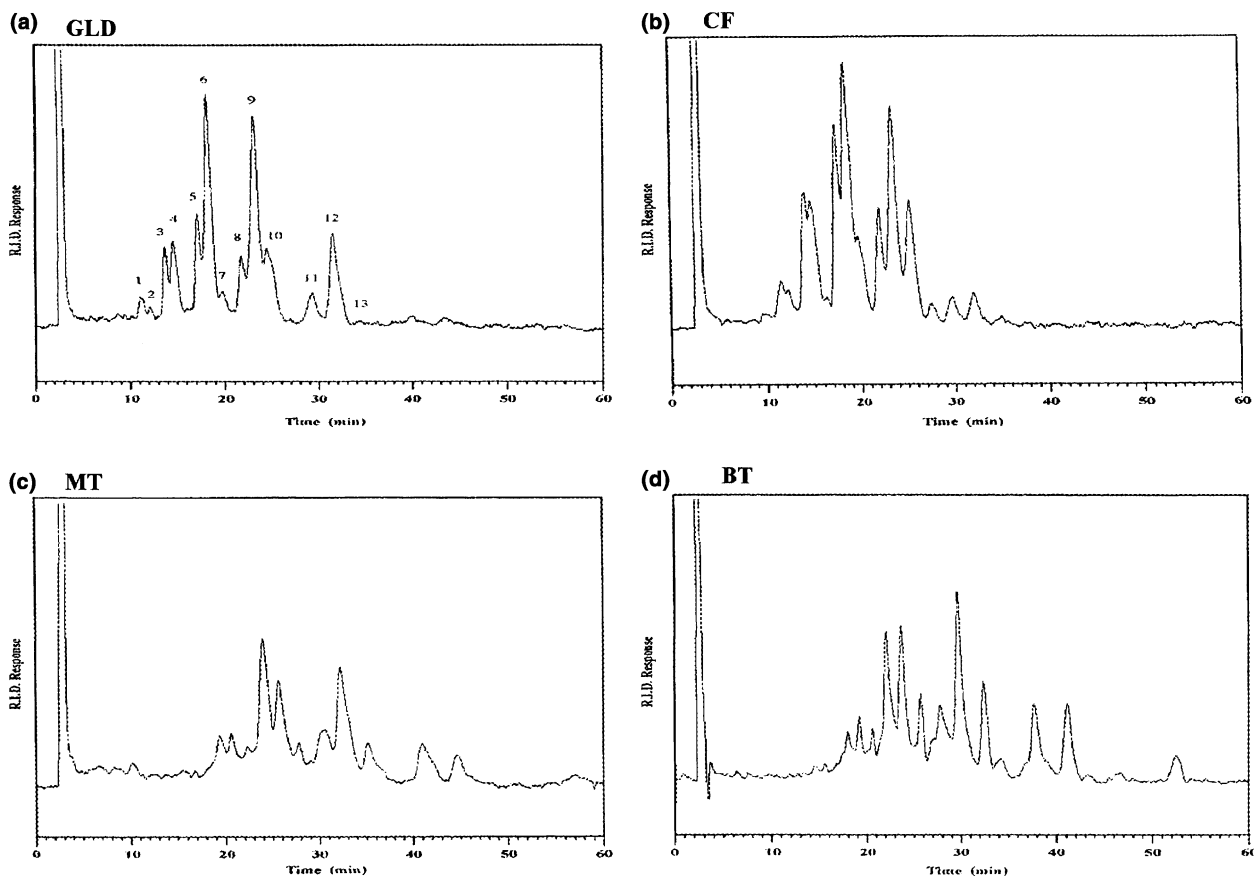 (a) GLD
R.I.D. Response
1
2
3
4
5
6
7
8
9
10
11
12
13
0 10 20 30 40 50 60
Time (min)
(b) CF
R.I.D. Response
0 10 20 30 40 50 60
Time (min)
(c) MT
R.I.D. Response
0 10 20 30 40 50 60
Time (min)
(d) BT
R.I.D. Response
0 10 20 30 40 50 60
Time (min)